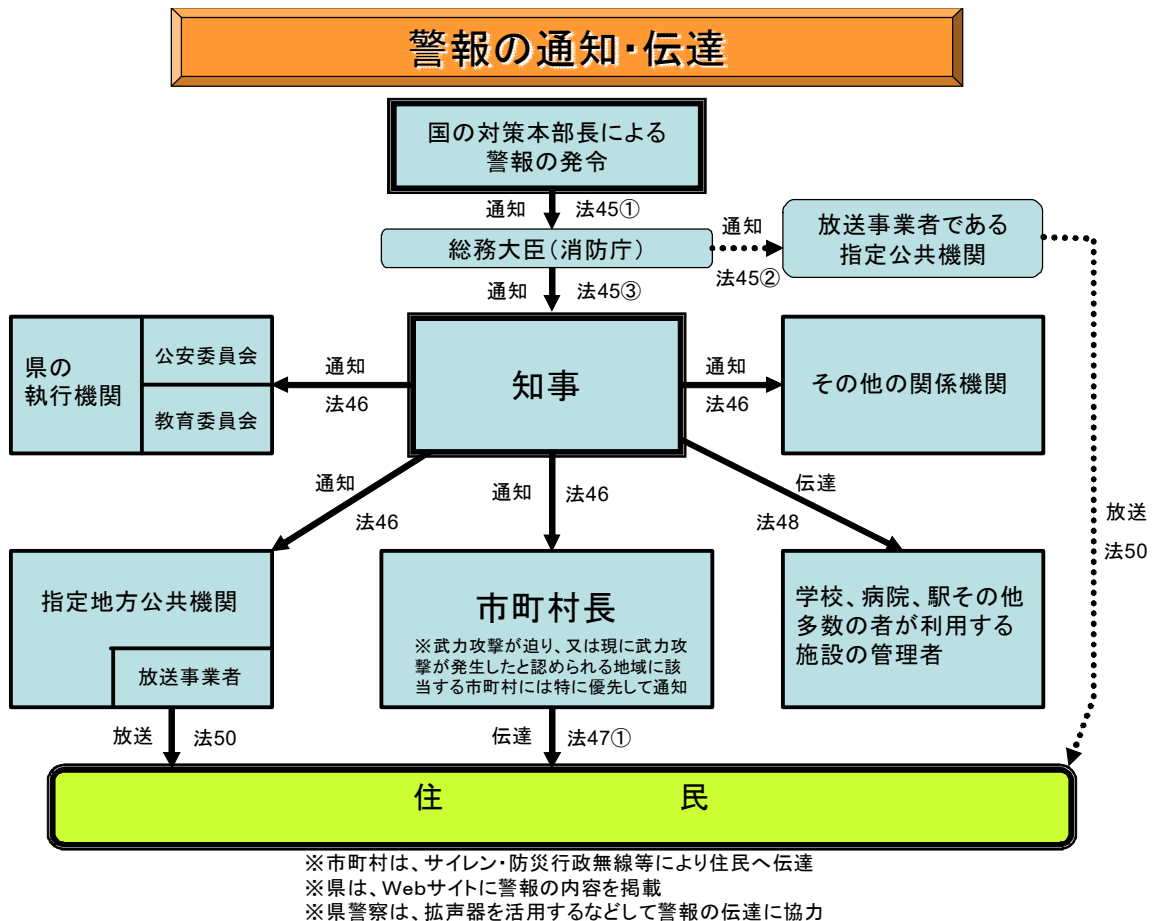 警報の通知・伝達
国の対策本部長による
警報の発令
通知 法45①
総務大臣(消防庁)
通知
法45②
放送事業者である
指定公共機関
通知 法45③
県の
執行機関
公安委員会
教育委員会
通知
法46
知事
通知
法46
その他の関係機関
通知
法46
通知 法46
伝達
法48
放送
法50
指定地方公共機関
放送事業者
市町村長
※武力攻撃が迫り、又は現に武力攻
撃が発生したと認められる地域に該
当する市町村には特に優先して通知
学校、病院、駅その他
多数の者が利用する
施設の管理者
放送 法50
伝達 法47①
住 民
※市町村は、サイレン・防災行政無線等により住民へ伝達
※県は、Webサイトに警報の内容を掲載
※県警察は、拡声器を活用するなどして警報の伝達に協力